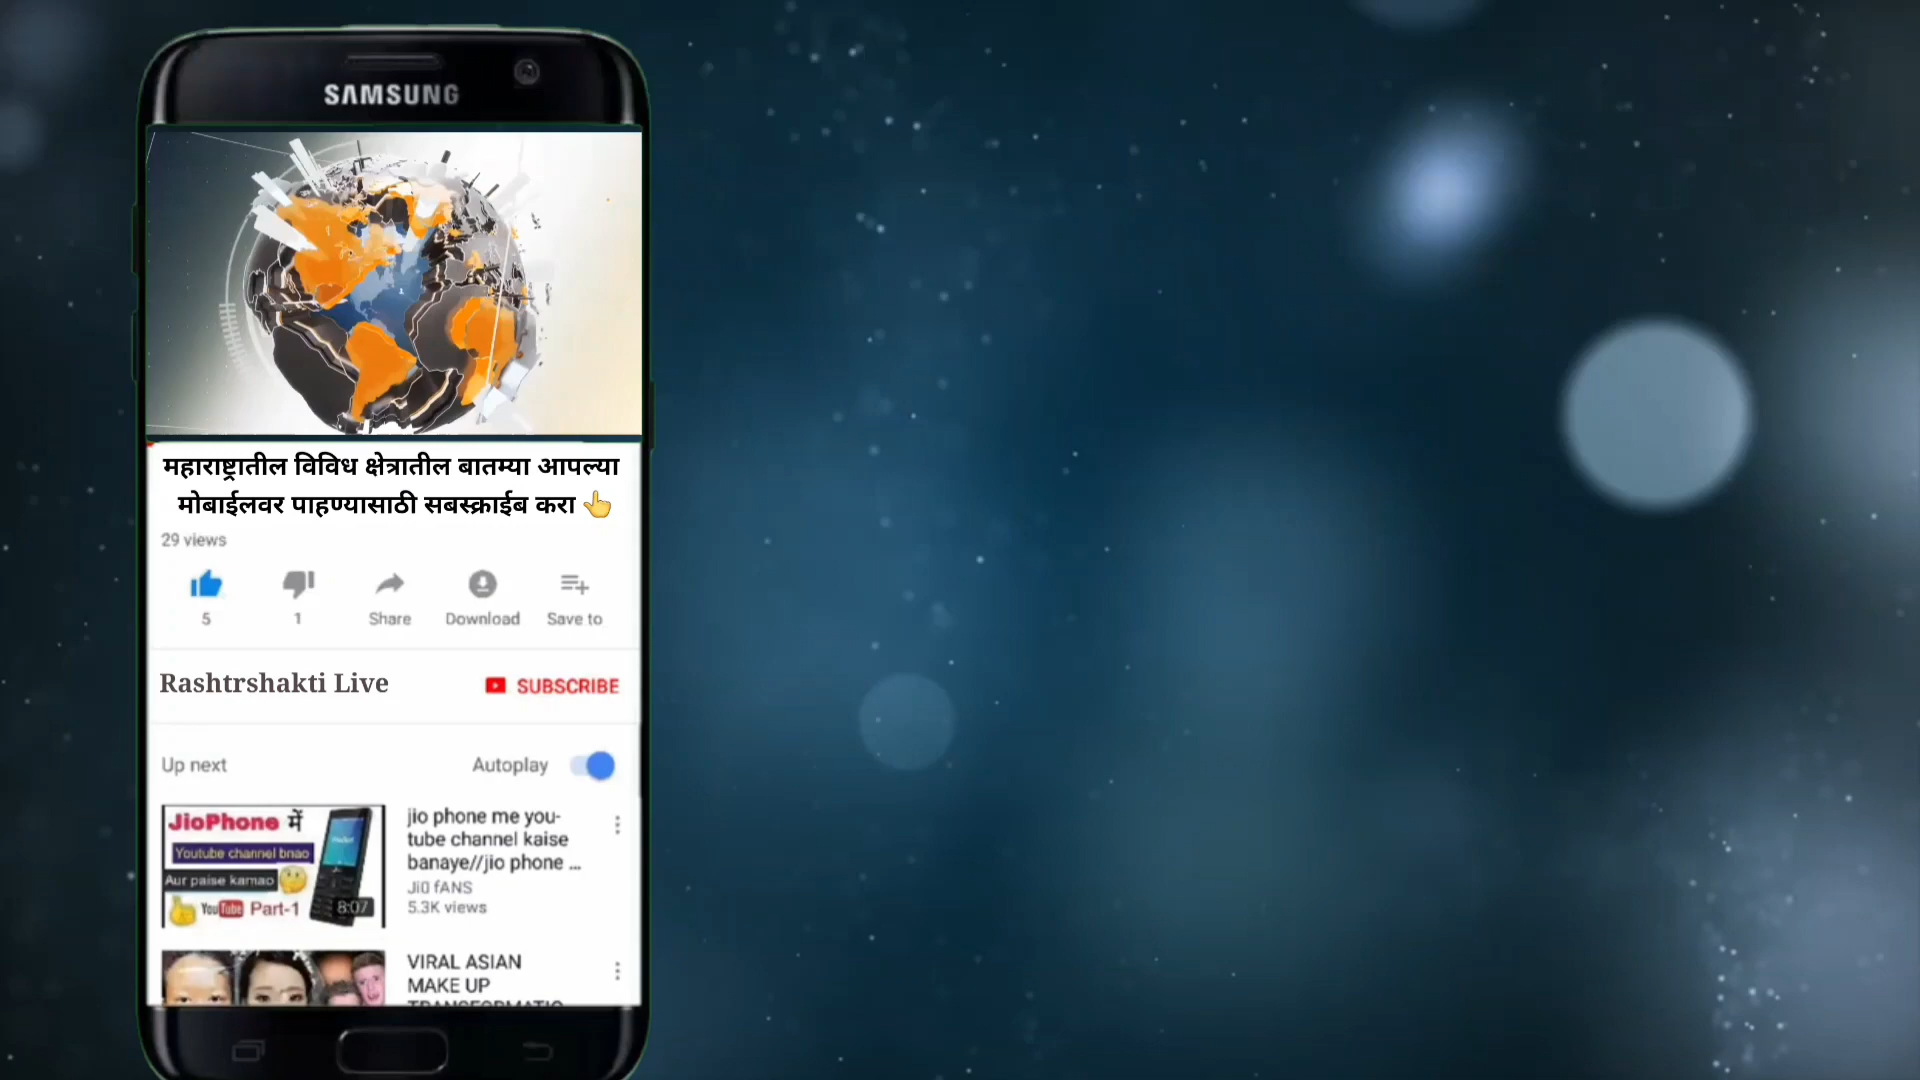 SAMSUNG
महाराष्ट्रातील विविध क्षेत्रातील बातम्या आपल्या
मोबाईलवर पाहण्यासाठी सबस्क्राईब करा 👆
29 views
5
1
Share
Download
Save to
Rashtrshakti Live
SUBSCRIBE
Up next
Autoplay
JioPhone में
Youtube channel bnao
Aur paise kamao
YouTube Part-1
8:07
jio phone me you-
tube channel kaise
banaye//jio phone ...
Ji0 fANS
5.3K views
VIRAL ASIAN
MAKE UP